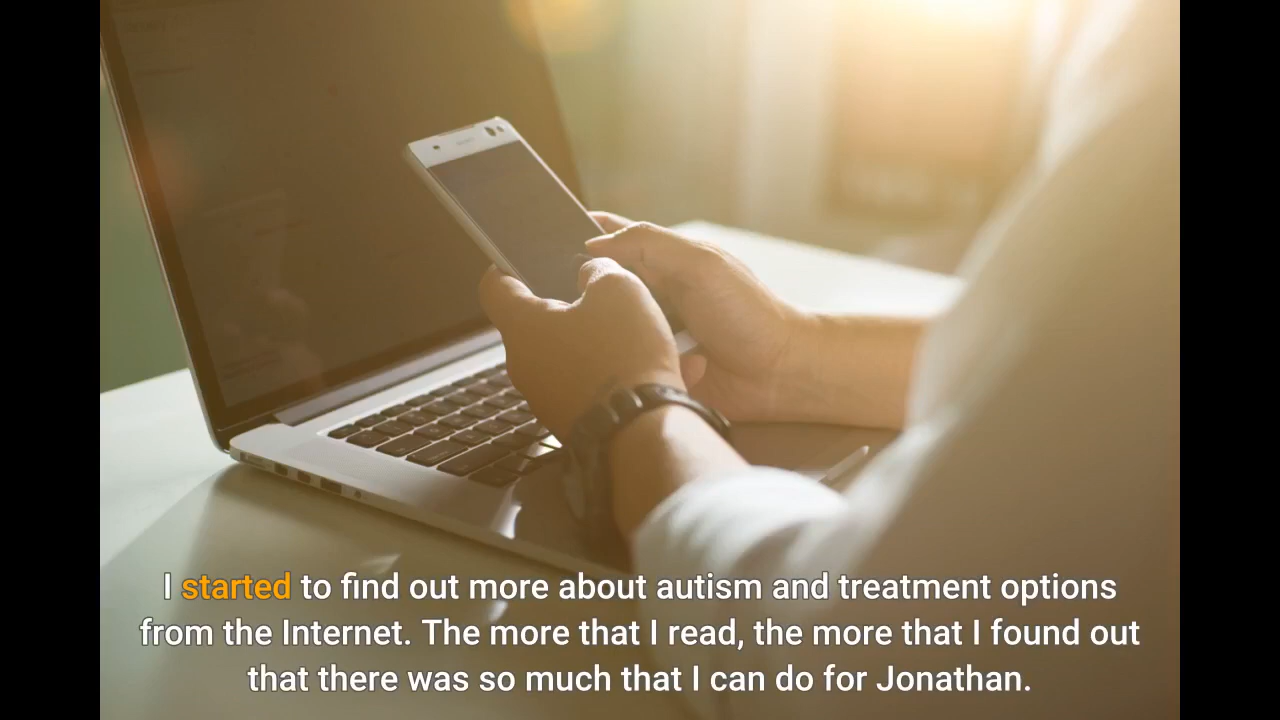 I started to find out more about autism and treatment options
from the Internet. The more that I read, the more that I found out
that there was so much that I can do for Jonathan.